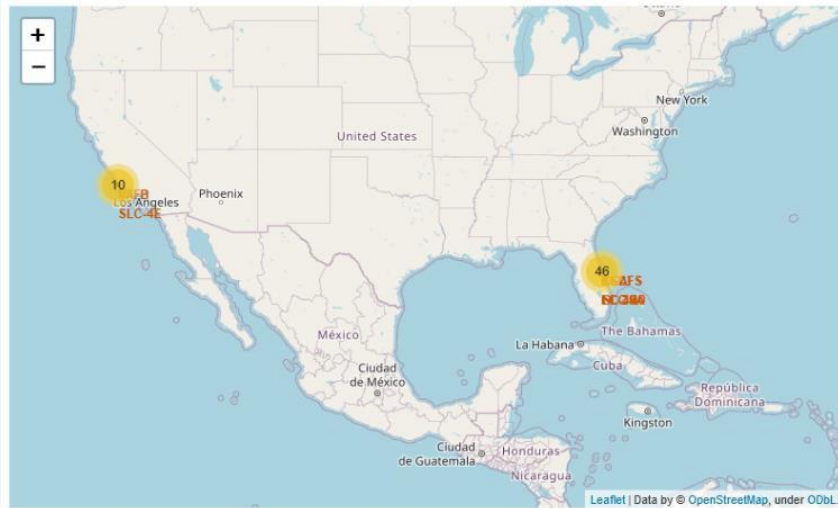 +
−
New York
Washington
United States
10
Phoenix
Los Angeles
SLC-4E
46
The Bahamas
México
La Habana
Cuba
Ciudad
de México
República
Dominicana
Kingston
Ciudad
de Guatemala
Honduras
Nicaragua
Leaflet | Data by © OpenStreetMap, under ODbL.